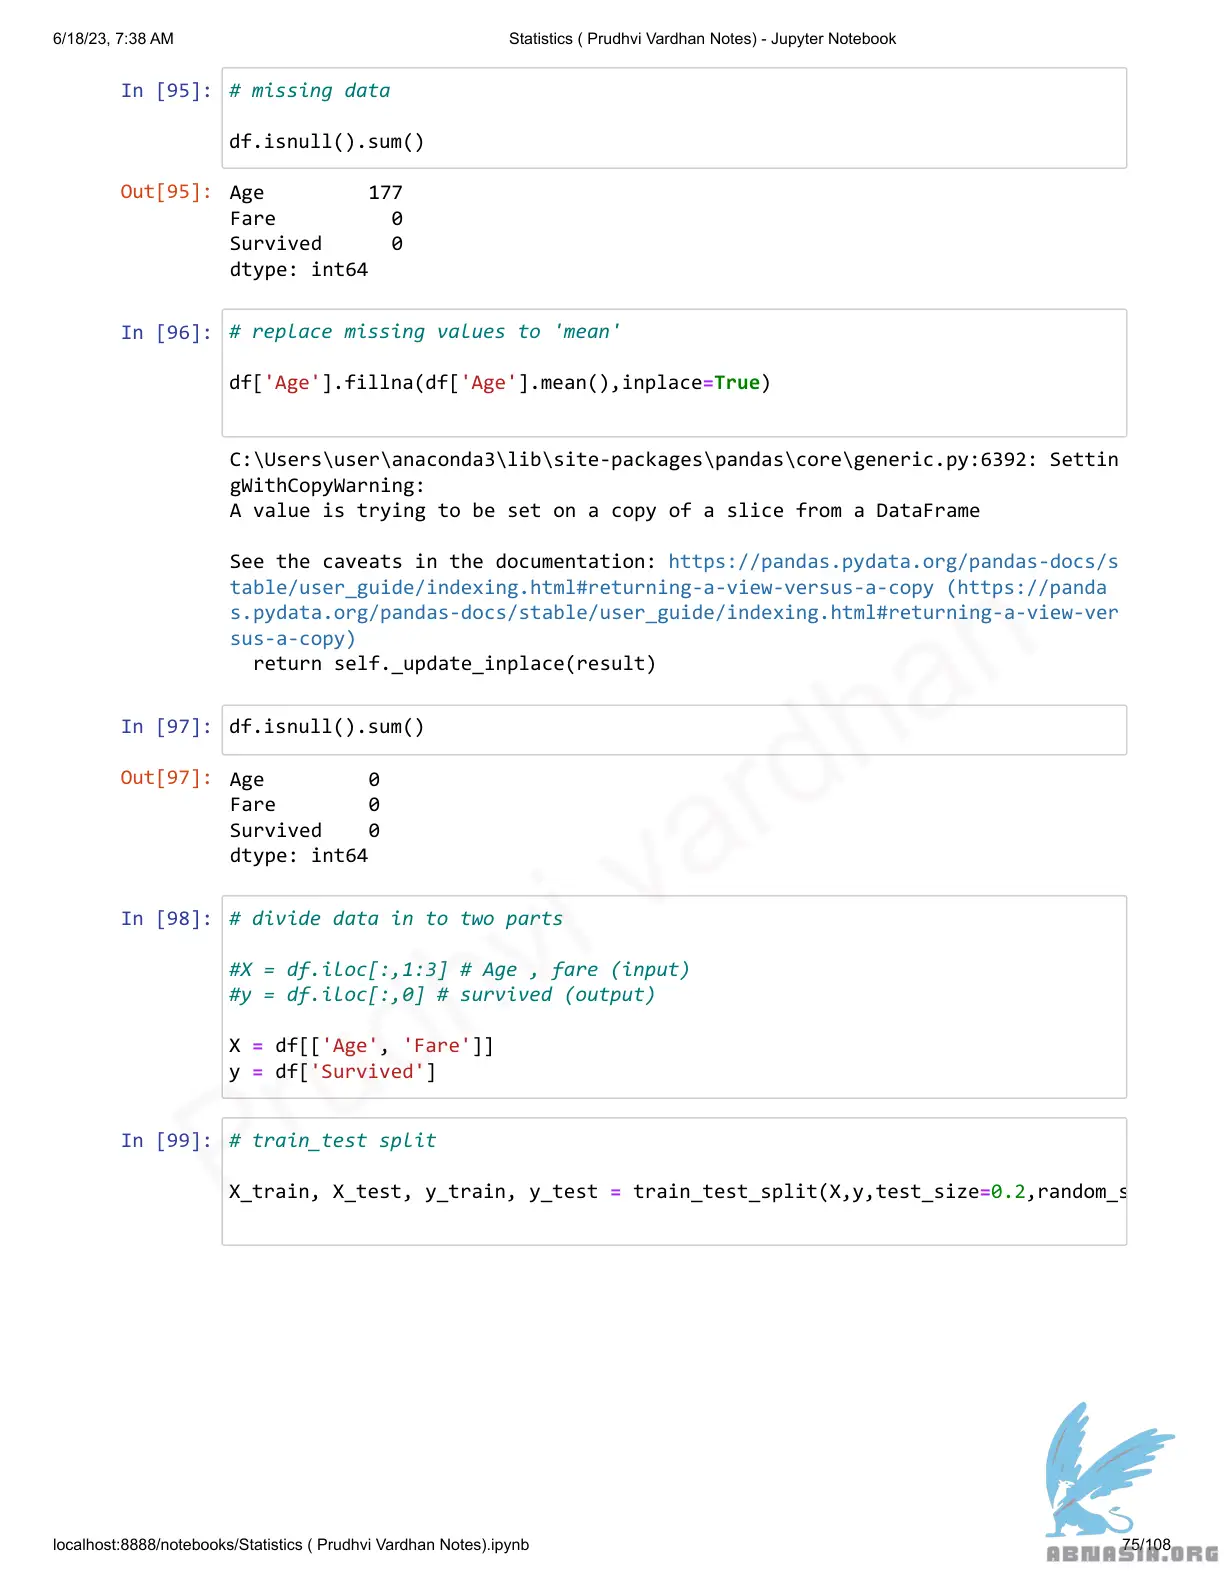 6/18/23, 7:38 AM
Statistics ( Prudhvi Vardhan Notes) - Jupyter Notebook
In [95]:
# missing data
df.isnull().sum()
Out[95]:
Age         177
Fare          0
Survived      0
dtype: int64
In [96]:
# replace missing values to 'mean'
df['Age'].fillna(df['Age'].mean(),inplace=True)
C:\Users\user\anaconda3\lib\site-packages\pandas\core\generic.py:6392: Settin
gWithCopyWarning:
A value is trying to be set on a copy of a slice from a DataFrame
See the caveats in the documentation: https://pandas.pydata.org/pandas-docs/s
table/user_guide/indexing.html#returning-a-view-versus-a-copy (https://panda
s.pydata.org/pandas-docs/stable/user_guide/indexing.html#returning-a-view-ver
sus-a-copy)
return self._update_inplace(result)
In [97]:
df.isnull().sum()
Out[97]:
Age         0
Fare        0
Survived    0
dtype: int64
In [98]:
# divide data in to two parts
#X = df.iloc[:,1:3] # Age , fare (input)
#y = df.iloc[:,0] # survived (output)
X = df[['Age', 'Fare']]
y = df['Survived']
In [99]:
# train_test split
X_train, X_test, y_train, y_test = train_test_split(X,y,test_size=0.2,random_s
Prudhvi vardhan
localhost:8888/notebooks/Statistics ( Prudhvi Vardhan Notes).ipynb
75/108
ABNASIA.ORG